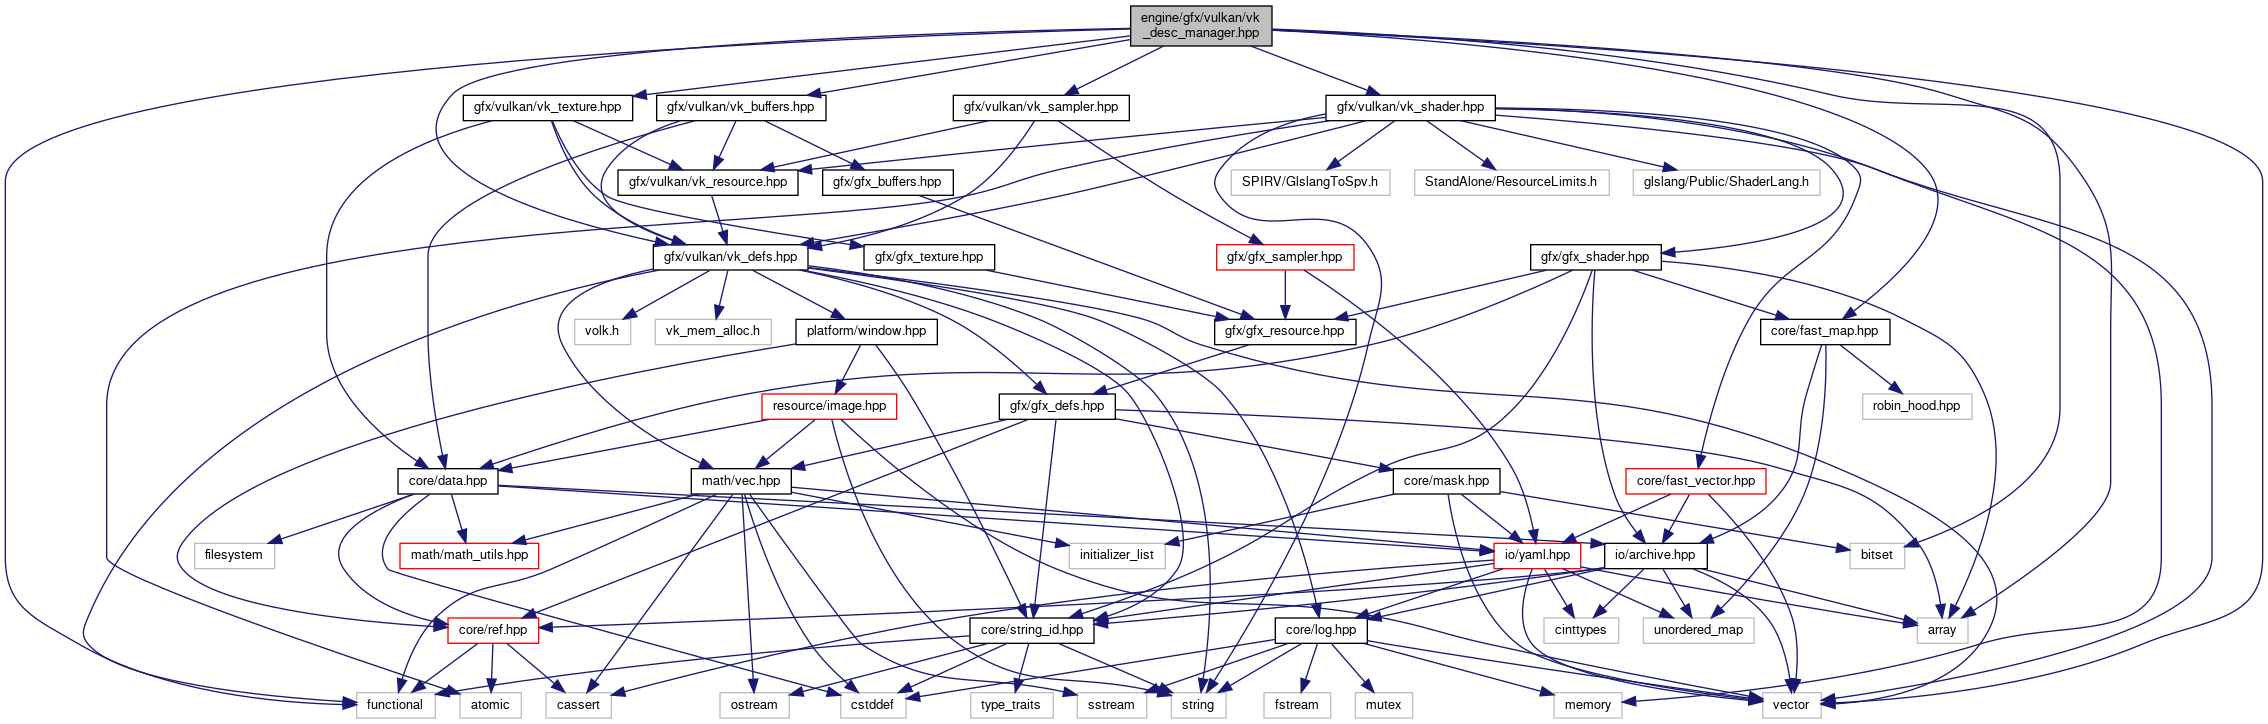 engine/gfx/vulkan/vk
_desc_manager.hpp
gfx/vulkan/vk_texture.hpp
gfx/vulkan/vk_buffers.hpp
gfx/vulkan/vk_sampler.hpp
gfx/vulkan/vk_shader.hpp
gfx/vulkan/vk_resource.hpp
gfx/gfx_buffers.hpp
SPIRV/GlslangToSpv.h
StandAlone/ResourceLimits.h
glslang/Public/ShaderLang.h
gfx/vulkan/vk_defs.hpp
gfx/gfx_texture.hpp
gfx/gfx_sampler.hpp
gfx/gfx_shader.hpp
volk.h
vk_mem_alloc.h
platform/window.hpp
gfx/gfx_resource.hpp
core/fast_map.hpp
resource/image.hpp
gfx/gfx_defs.hpp
robin_hood.hpp
core/data.hpp
math/vec.hpp
core/mask.hpp
core/fast_vector.hpp
filesystem
math/math_utils.hpp
initializer_list
io/yaml.hpp
io/archive.hpp
bitset
core/ref.hpp
core/string_id.hpp
core/log.hpp
cinttypes
unordered_map
array
functional
atomic
cassert
ostream
cstddef
type_traits
sstream
string
fstream
mutex
memory
vector